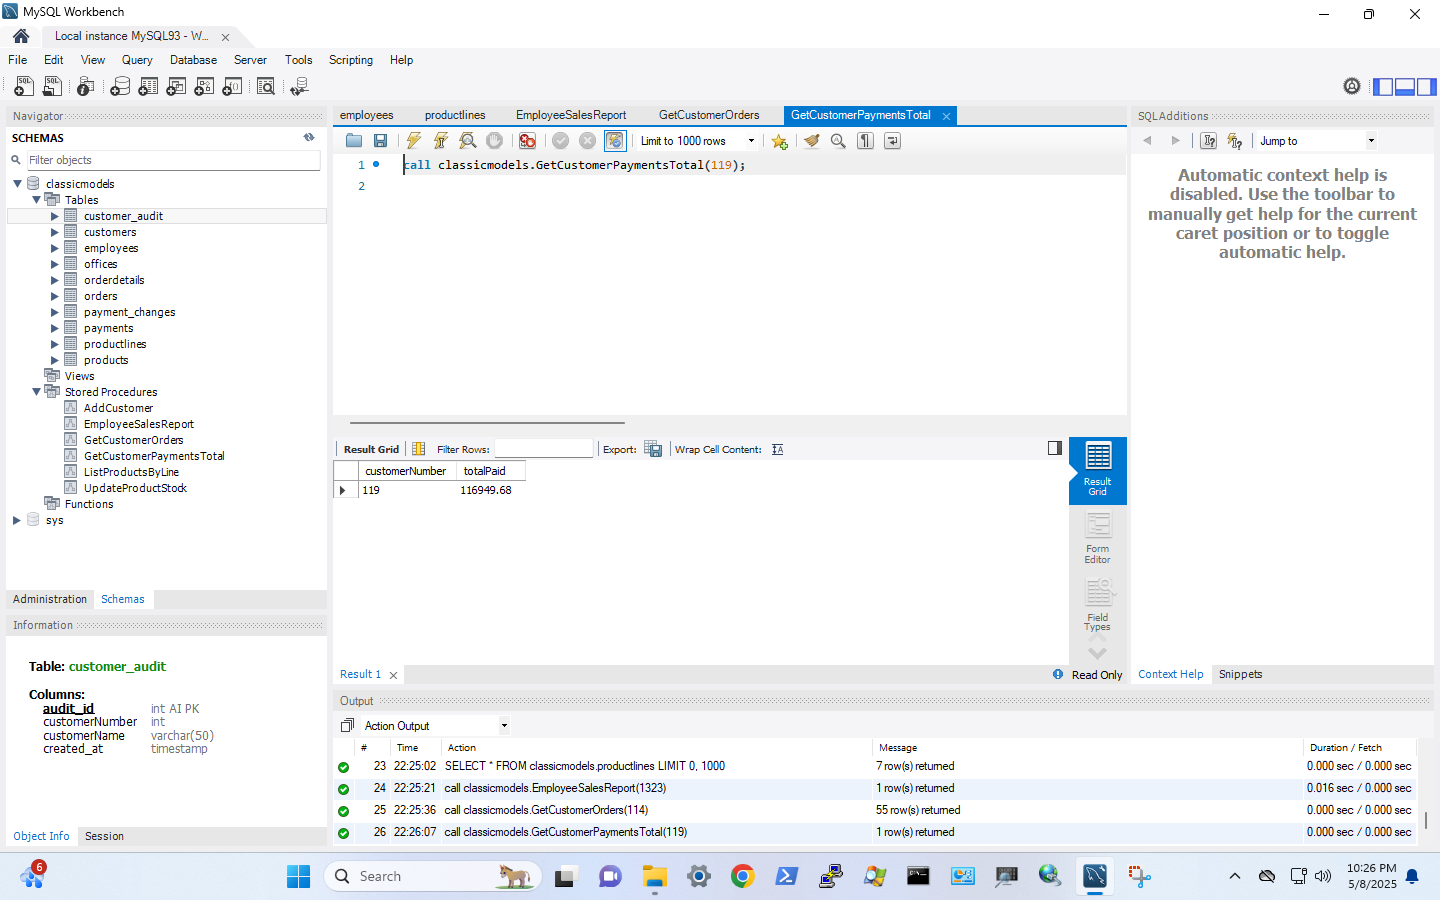 MySQL Workbench
Local instance MySQL93 - W...
File Edit View Query Database Server Tools Scripting Help
Navigator
SCHEMAS
Filter objects
classicmodels
Tables
customer_audit
customers
employees
offices
orderdetails
orders
payment_changes
payments
productlines
products
Views
Stored Procedures
AddCustomer
EmployeeSalesReport
GetCustomerOrders
GetCustomerPaymentsTotal
ListProductsByLine
UpdateProductStock
Functions
sys
Administration Schemas
Information
Table: customer_audit
Columns:
audit_id int AI PK
customerNumber int
customerName varchar(50)
created_at timestamp
Object Info Session
employees productlines EmployeeSalesReport GetCustomerOrders GetCustomerPaymentsTotal
Limit to 1000 rows
1 call classicmodels.GetCustomerPaymentsTotal(119);
2
Result Grid Filter Rows: Export: Wrap Cell Content:
customerNumber totalPaid
119 116949.68
Result
Grid
Form
Editor
Field
Types
Result 1 Read Only
SQLAdditions
Jump to
Automatic context help is
disabled. Use the toolbar to
manually get help for the current
caret position or to toggle
automatic help.
Context Help Snippets
Output
Action Output
# Time Action Message Duration / Fetch
23 22:25:02 SELECT * FROM classicmodels.productlines LIMIT 0, 1000 7 row(s) returned 0.000 sec / 0.000 sec
24 22:25:21 call classicmodels.EmployeeSalesReport(1323) 1 row(s) returned 0.016 sec / 0.000 sec
25 22:25:36 call classicmodels.GetCustomerOrders(114) 55 row(s) returned 0.000 sec / 0.000 sec
26 22:26:07 call classicmodels.GetCustomerPaymentsTotal(119) 1 row(s) returned 0.000 sec / 0.000 sec
6
Search
10:26 PM
5/8/2025